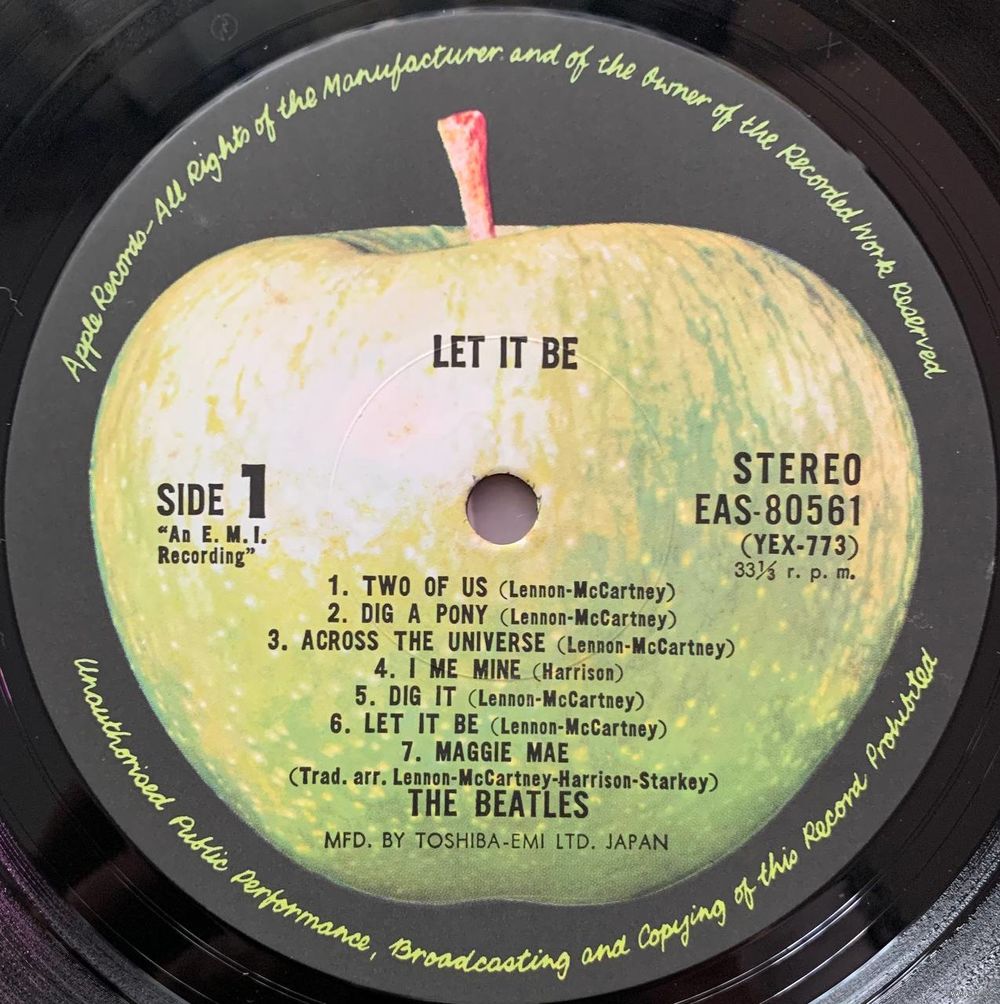 Apple Records-All Rights of the Manufacturer and of the Owner of the Recorded Work Reserved
LET IT BE
SIDE 1
"An E. M. I.
Recording"
STEREO
EAS-80561
(YEX-773)
33⅓ r. p. m.
1. TWO OF US (Lennon-McCartney)
2. DIG A PONY (Lennon-McCartney)
3. ACROSS THE UNIVERSE (Lennon-McCartney)
4. I ME MINE (Harrison)
5. DIG IT (Lennon-McCartney)
6. LET IT BE (Lennon-McCartney)
7. MAGGIE MAE
(Trad. arr. Lennon-McCartney-Harrison-Starkey)
THE BEATLES
MFD. BY TOSHIBA-EMI LTD. JAPAN
Unauthorised Public Performance, Broadcasting and Copying of this Record Prohibited